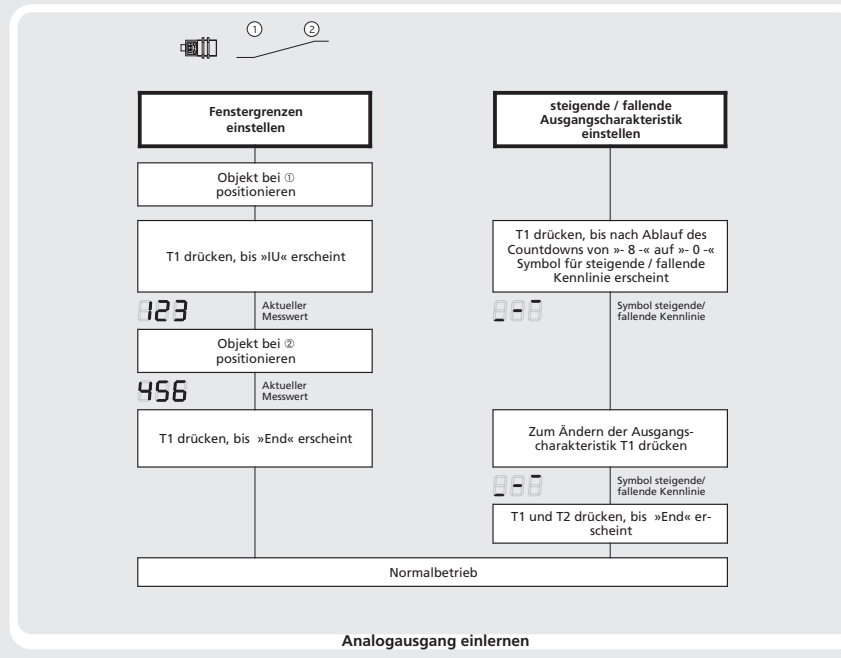 ① ②
Fenstergrenzen
einstellen
Objekt bei ①
positionieren
T1 drücken, bis »IU« erscheint
123
Aktueller
Messwert
Objekt bei ②
positionieren
456
Aktueller
Messwert
T1 drücken, bis »End« erscheint
steigende / fallende
Ausgangscharakteristik
einstellen
T1 drücken, bis nach Ablauf des
Countdowns von »- 8 -« auf »- 0 -«
Symbol für steigende / fallende
Kennlinie erscheint
Symbol steigende/
fallende Kennlinie
Zum Ändern der Ausgangs-
charakteristik T1 drücken
Symbol steigende/
fallende Kennlinie
T1 und T2 drücken, bis »End« er-
scheint
Normalbetrieb
Analogausgang einlernen